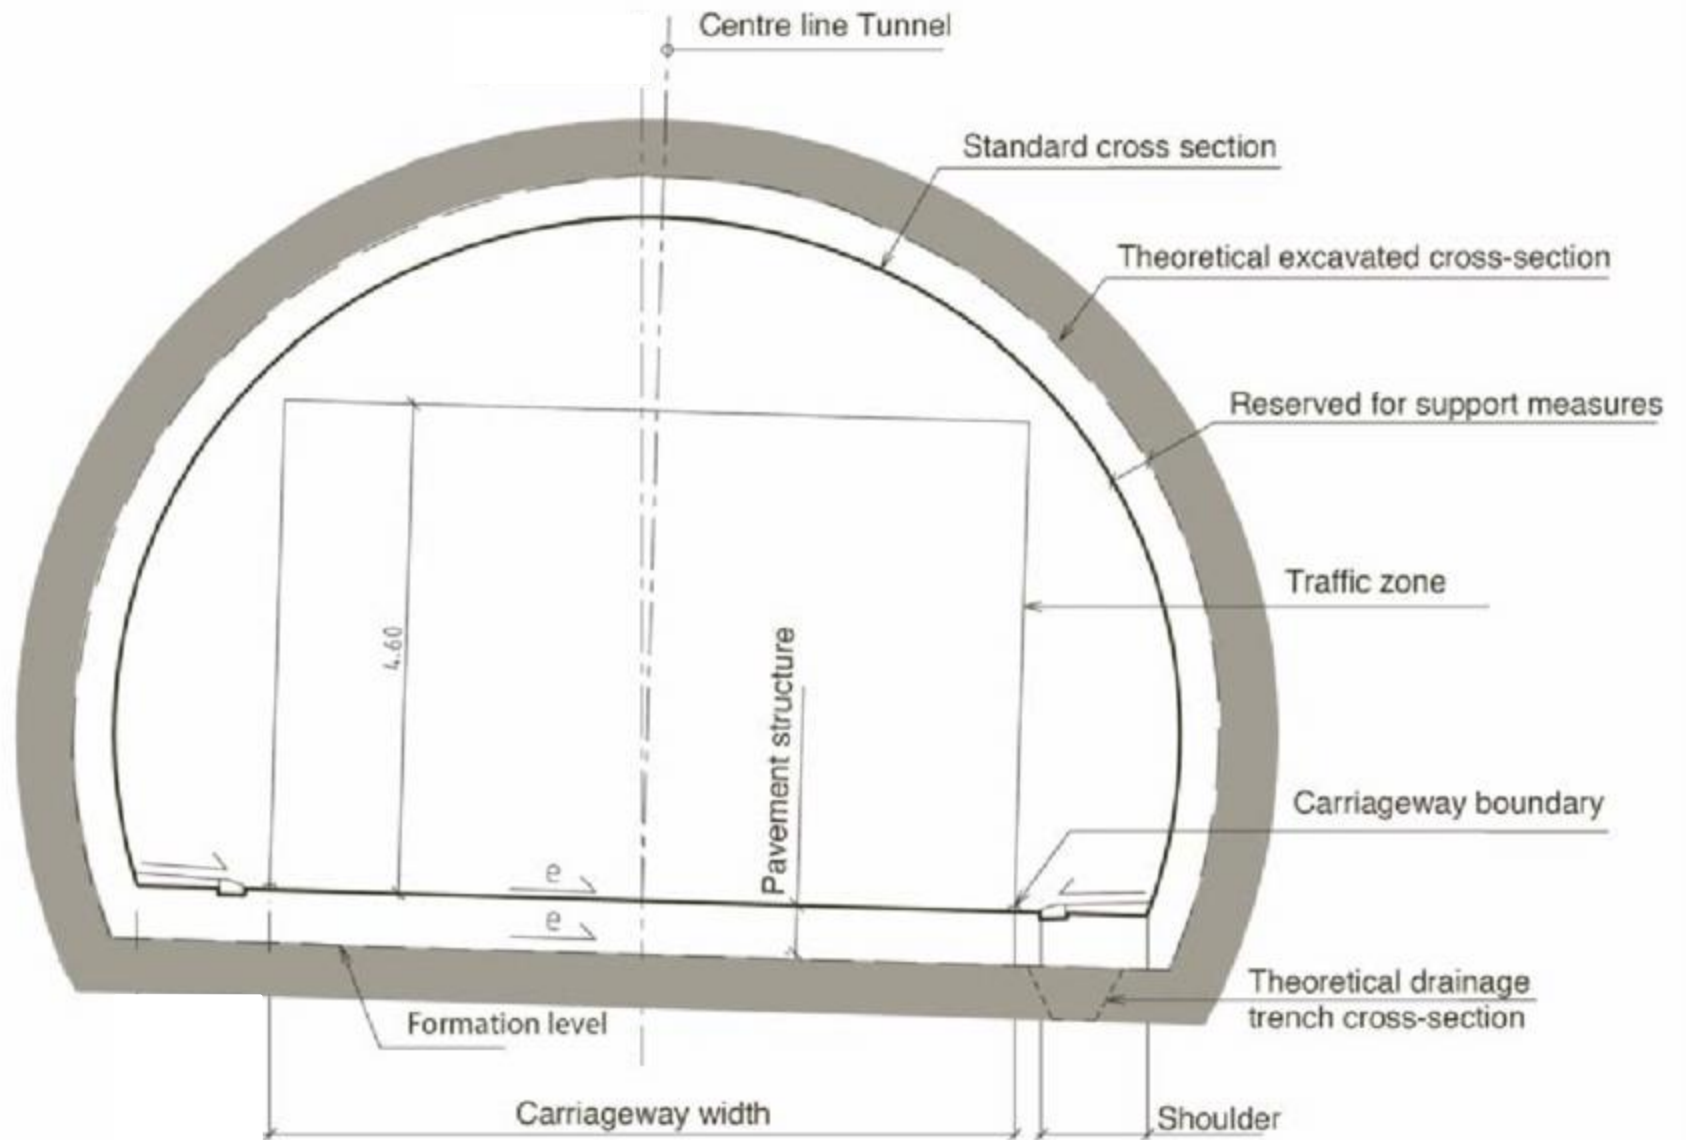 Centre line Tunnel
Standard cross section
Theoretical excavated cross-section
Reserved for support measures
Traffic zone
4.60
Pavement structure
Carriageway boundary
e
e
Theoretical drainage
trench cross-section
Formation level
Carriageway width
Shoulder